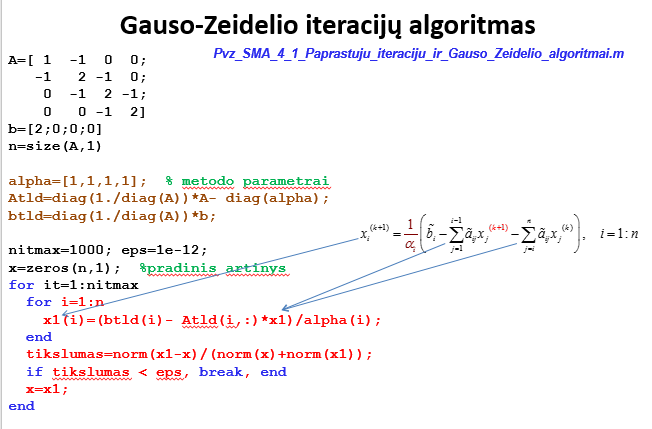 Gauso-Zeidelio iteracijų algoritmas
Pvz_SMA_4_1_Paprastuju_iteraciju_ir_Gauso_Zeidelio_algoritmai.m
A=[ 1 -1 0 0;
-1 2 -1 0;
0 -1 2 -1;
0 0 -1 2]
b=[2;0;0;0]
n=size(A,1)
alpha=[1,1,1,1]; % metodo parametrai
Atld=diag(1./diag(A))*A- diag(alpha);
btld=diag(1./diag(A))*b;
x_i^{(k+1)} = \frac{1}{\alpha_i} \left( \tilde{b}_i - \sum_{j=1}^{i-1} \tilde{a}_{ij} x_j^{(k+1)} - \sum_{j=i}^{n} \tilde{a}_{ij} x_j^{(k)} \right), i=1:n
nitmax=1000; eps=1e-12;
x=zeros(n,1); %pradinis artinys
for it=1:nitmax
for i=1:n
x1(i)=(btld(i)- Atld(i,:)*x1)/alpha(i);
end
tikslumas=norm(x1-x)/(norm(x)+norm(x1));
if tikslumas < eps, break, end
x=x1;
end